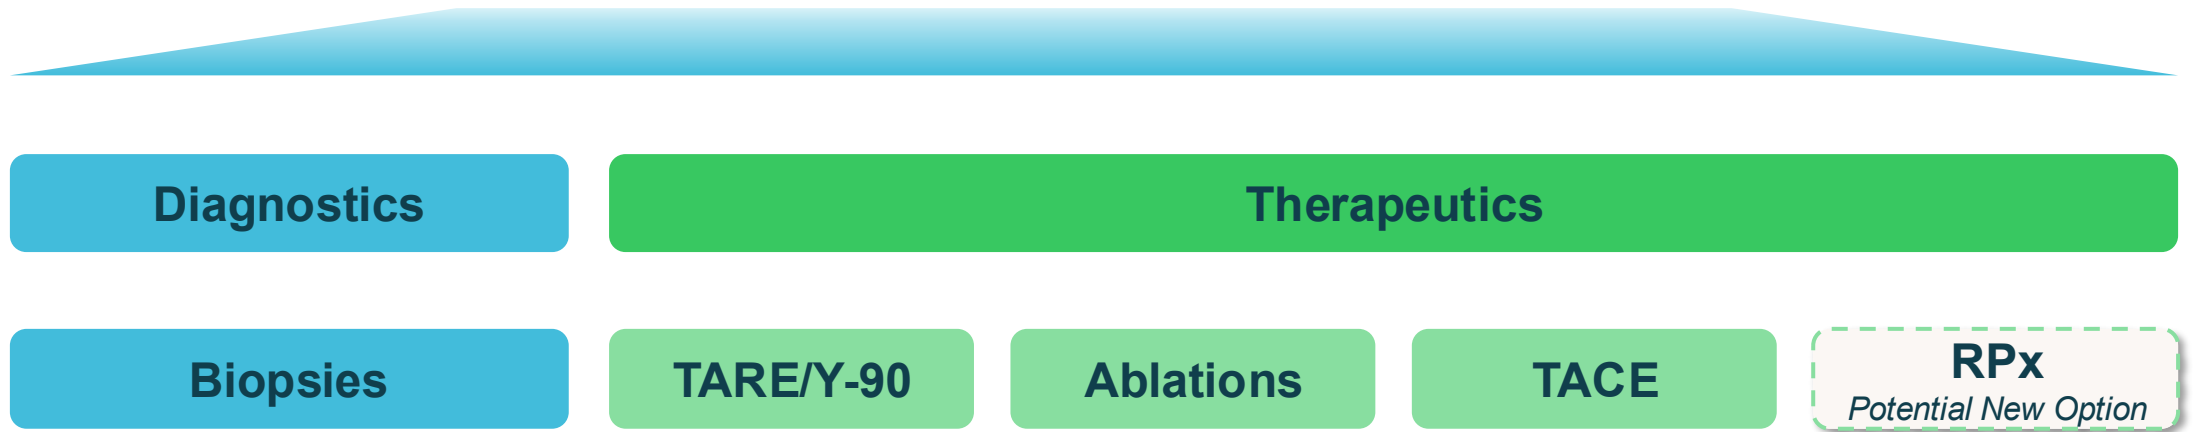 Diagnostics
Therapeutics
Biopsies
TARE/Y-90
Ablations
TACE
RPx
Potential New Option